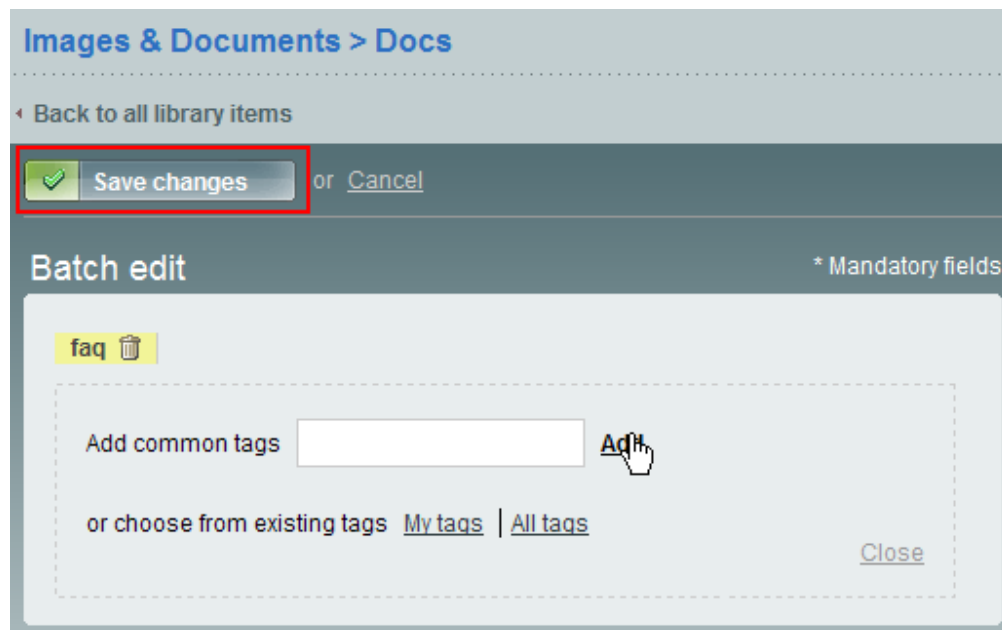 Images & Documents > Docs
Back to all library items
Save changes or Cancel
Batch edit * Mandatory fields
faq
Add common tags Add
or choose from existing tags My tags | All tags
Close